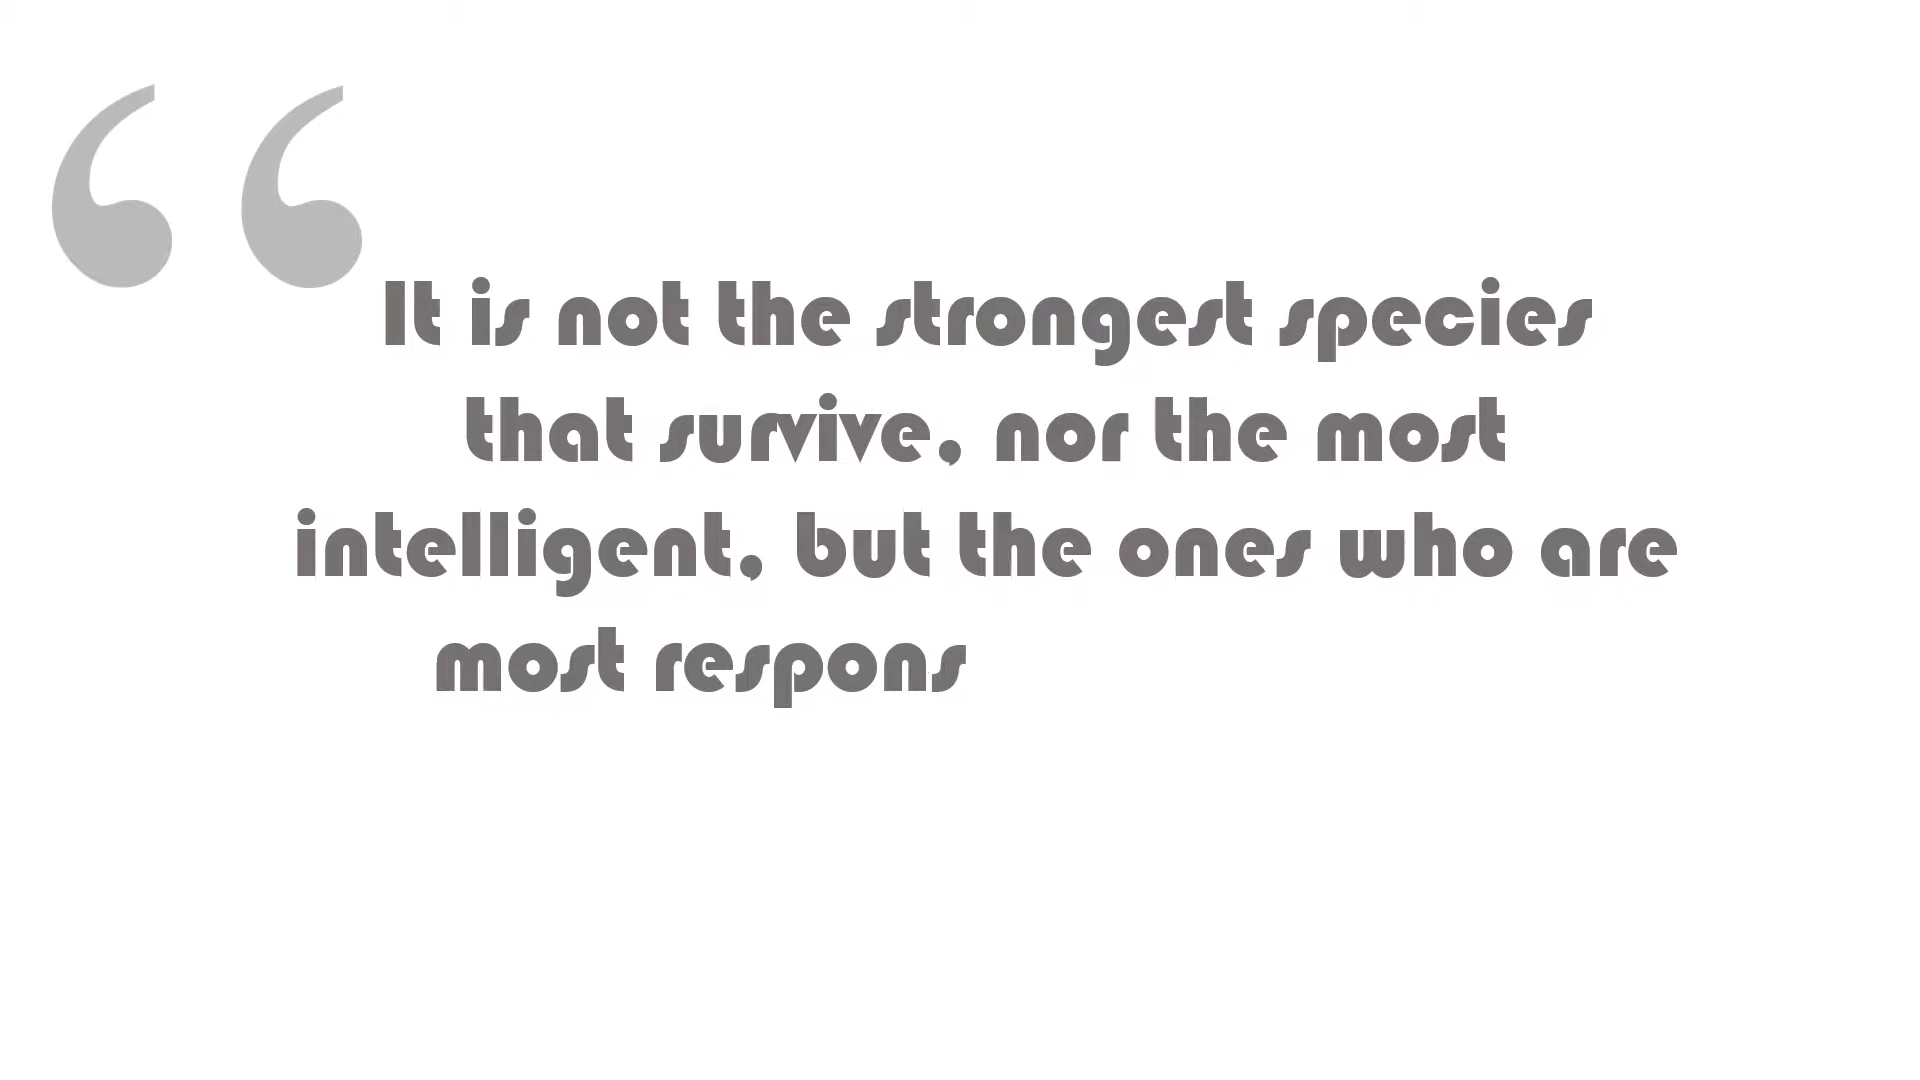 “
It is not the strongest species
that survive, nor the most
intelligent, but the ones who are
most respons